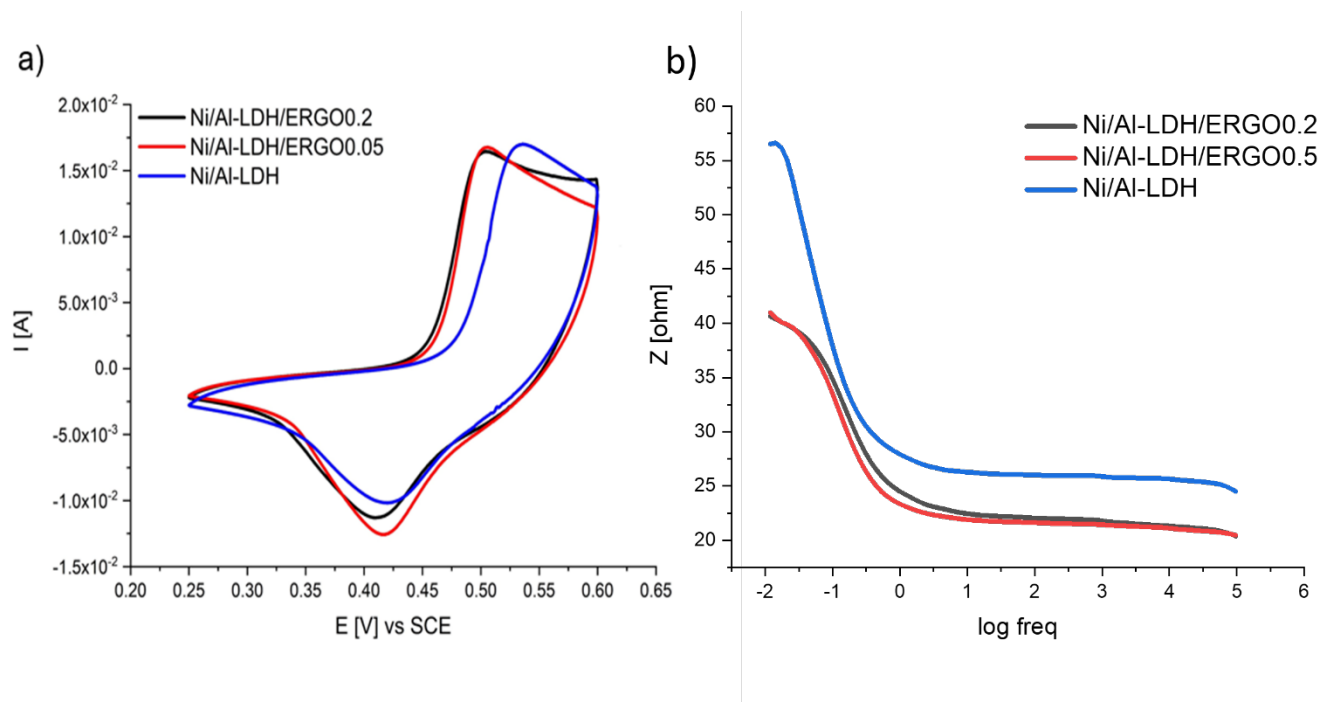 a)
2.0x10⁻²
1.5x10⁻²
1.0x10⁻²
5.0x10⁻³
0.0
-5.0x10⁻³
-1.0x10⁻²
-1.5x10⁻²
I [A]
Ni/Al-LDH/ERGO0.2
Ni/Al-LDH/ERGO0.05
Ni/Al-LDH
0.20 0.25 0.30 0.35 0.40 0.45 0.50 0.55 0.60 0.65
E [V] vs SCE
b)
60
55
50
45
40
35
30
25
20
Z [ohm]
Ni/Al-LDH/ERGO0.2
Ni/Al-LDH/ERGO0.5
Ni/Al-LDH
-2 -1 0 1 2 3 4 5 6
log freq